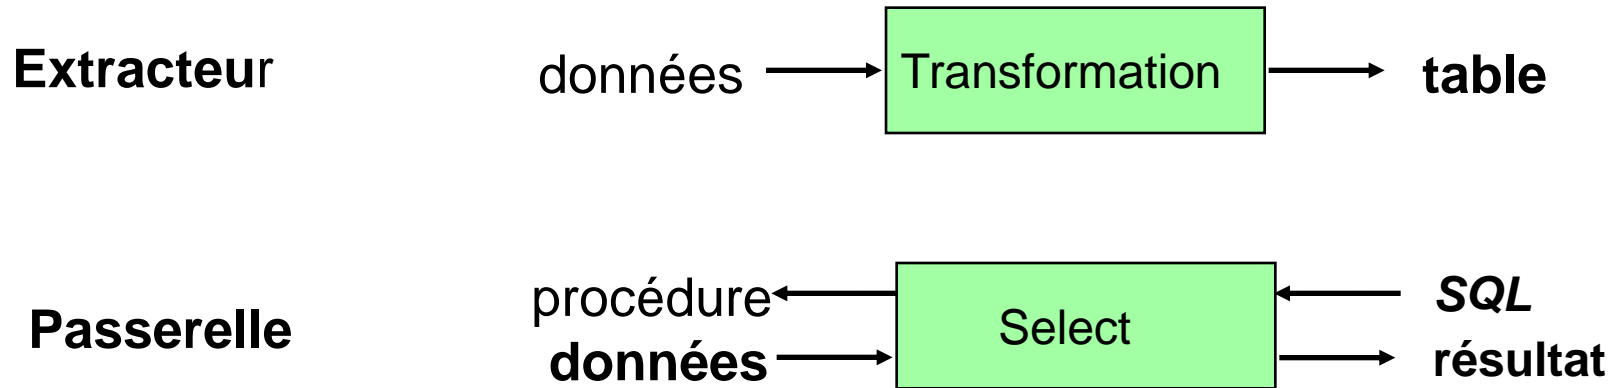 Extracteur données Transformation table
procédure SQL
Passerelle Select
données résultat